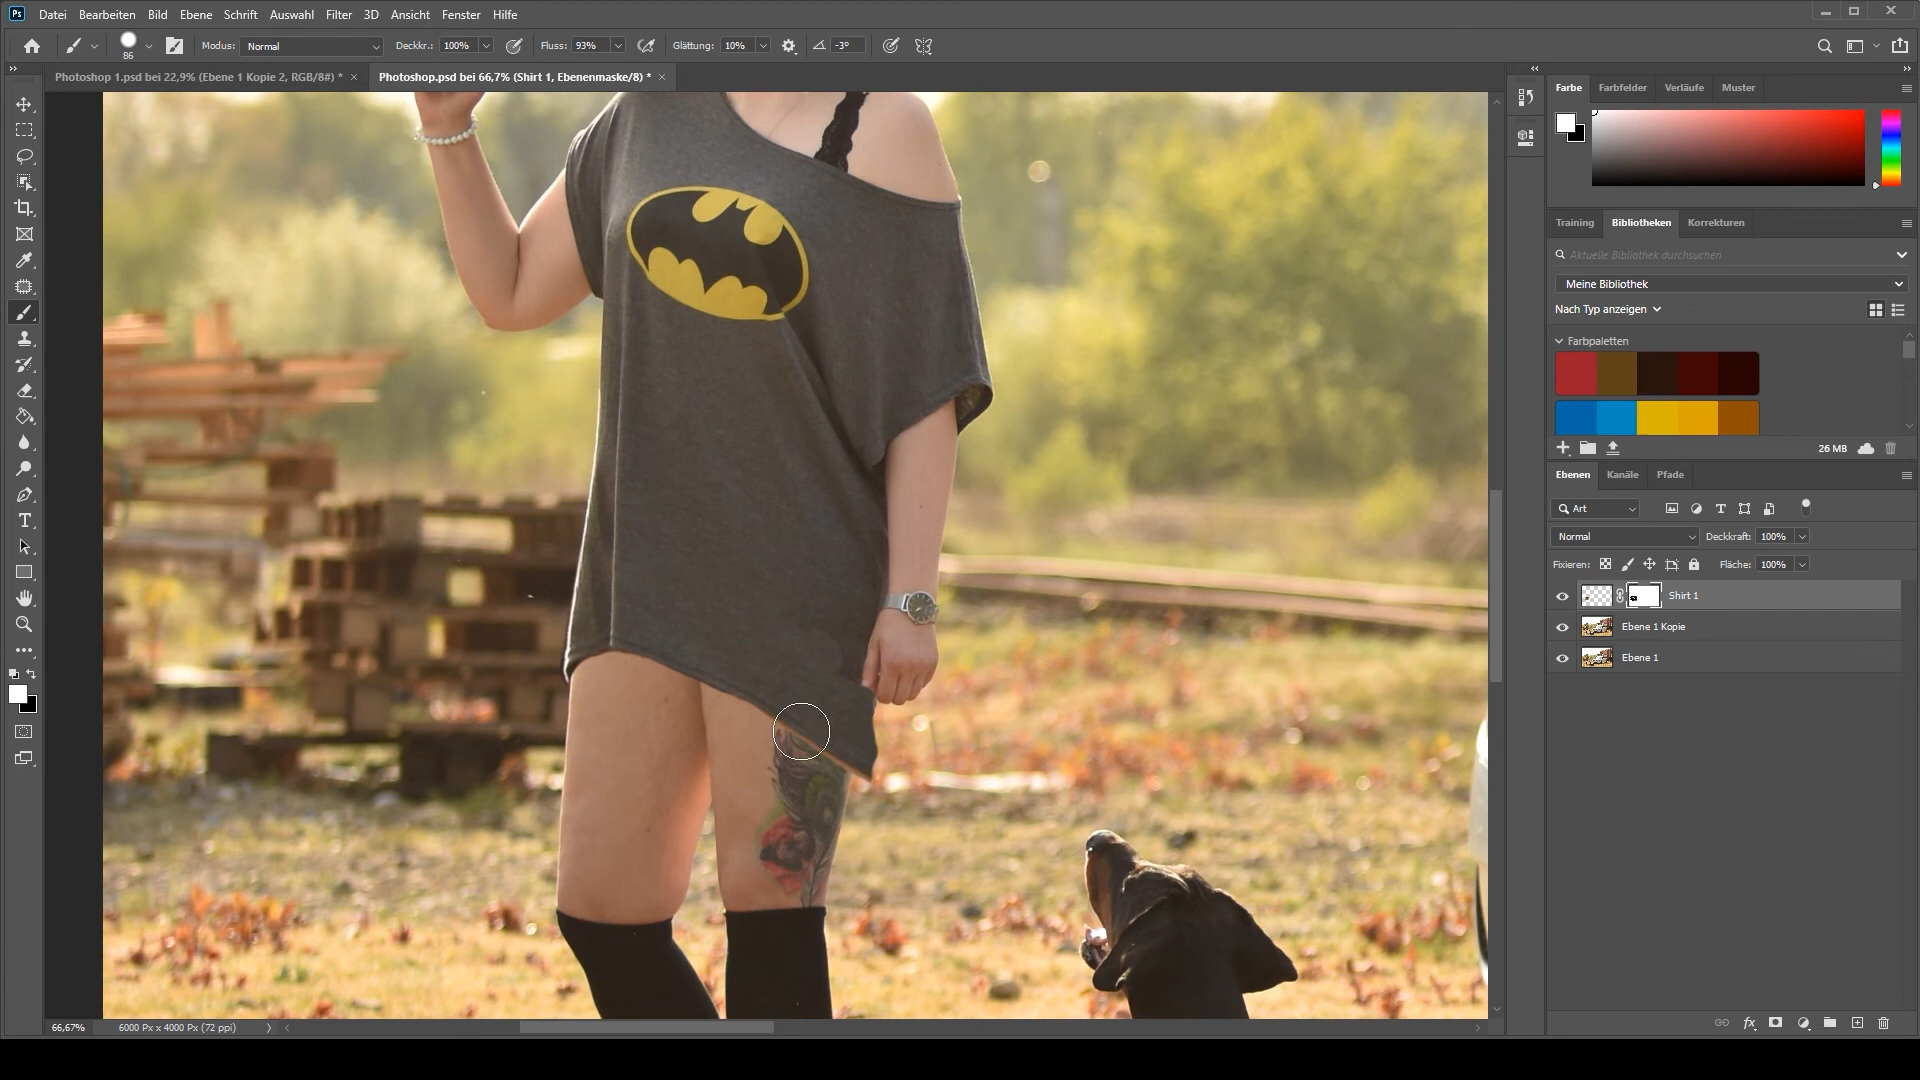 Ps Datei Bearbeiten Bild Ebene Schrift Auswahl Filter 3D Ansicht Fenster Hilfe
86 Modus: Normal Deckkr.: 100% Fluss: 93% Glättung: 10% -3°
Photoshop 1.psd bei 22,9% (Ebene 1 Kopie 2, RGB/8#) * Photoshop.psd bei 66,7% (Shirt 1, Ebenenmaske/8) *
Farbe Farbfelder Verläufe Muster
Training Bibliotheken Korrekturen
Aktuelle Bibliothek durchsuchen
Meine Bibliothek
Nach Typ anzeigen
Farbpaletten
26 MB
Ebenen Kanäle Pfade
Art
Normal Deckkraft: 100%
Fixieren: Fläche: 100%
Shirt 1
Ebene 1 Kopie
Ebene 1
66,67% 6000 Px x 4000 Px (72 ppi)